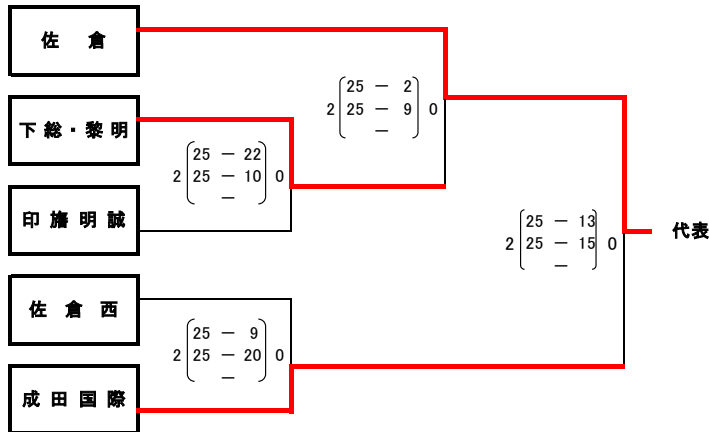 佐 倉
下総・黎明
印旛明誠
佐倉西
成田国際
25 － 22
2 25 － 10 0
－
25 － 9
2 25 － 20 0
－
25 － 2
2 25 － 9 0
－
25 － 13
2 25 － 15 0
－
代表